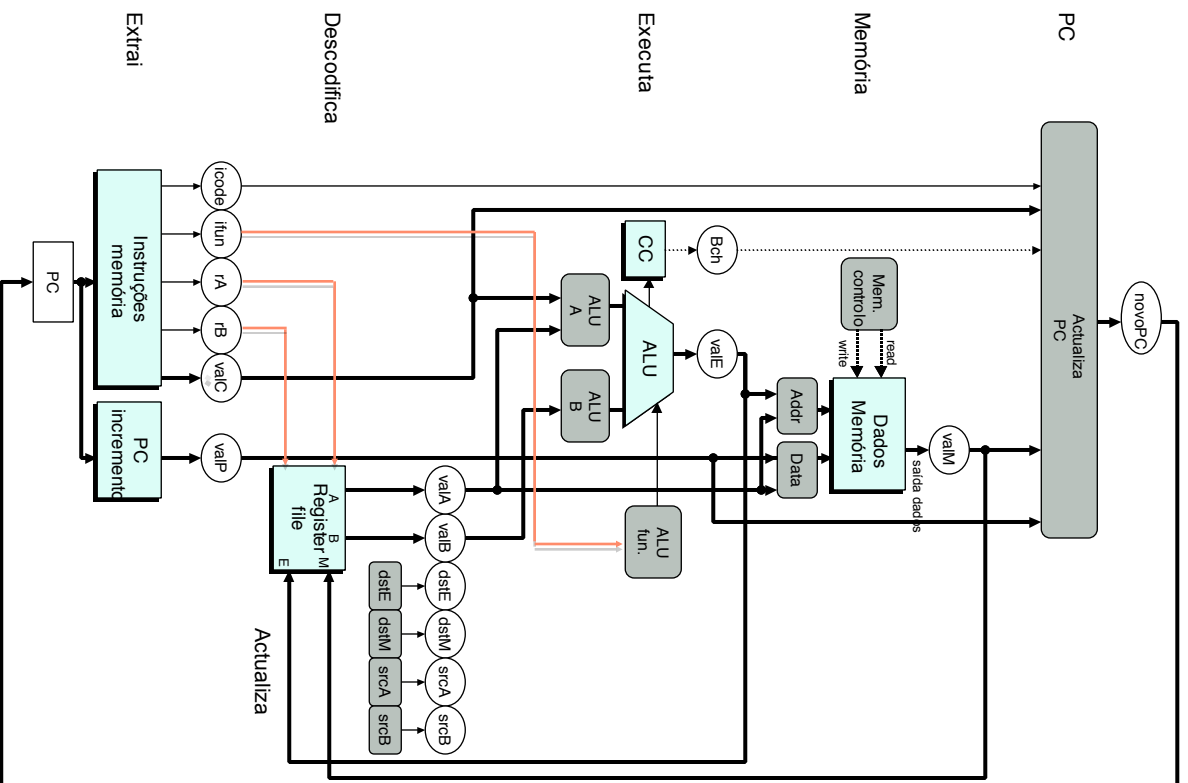 PC
Memória
Executa
Descodifica
Extrai
novoPC
Actualiza
PC
valM
saída dados
Mem.
controlo
read
write
Dados
Memória
Addr
Data
Bch
valE
CC
ALU
ALU
A
ALU
B
ALU
fun.
valA
valB
dstE
dstM
srcA
srcB
dstE
dstM
srcA
srcB
A
B
Register
file
M
E
Actualiza
icode
ifun
rA
rB
valC
valP
Instruções
memória
PC
incremento
PC